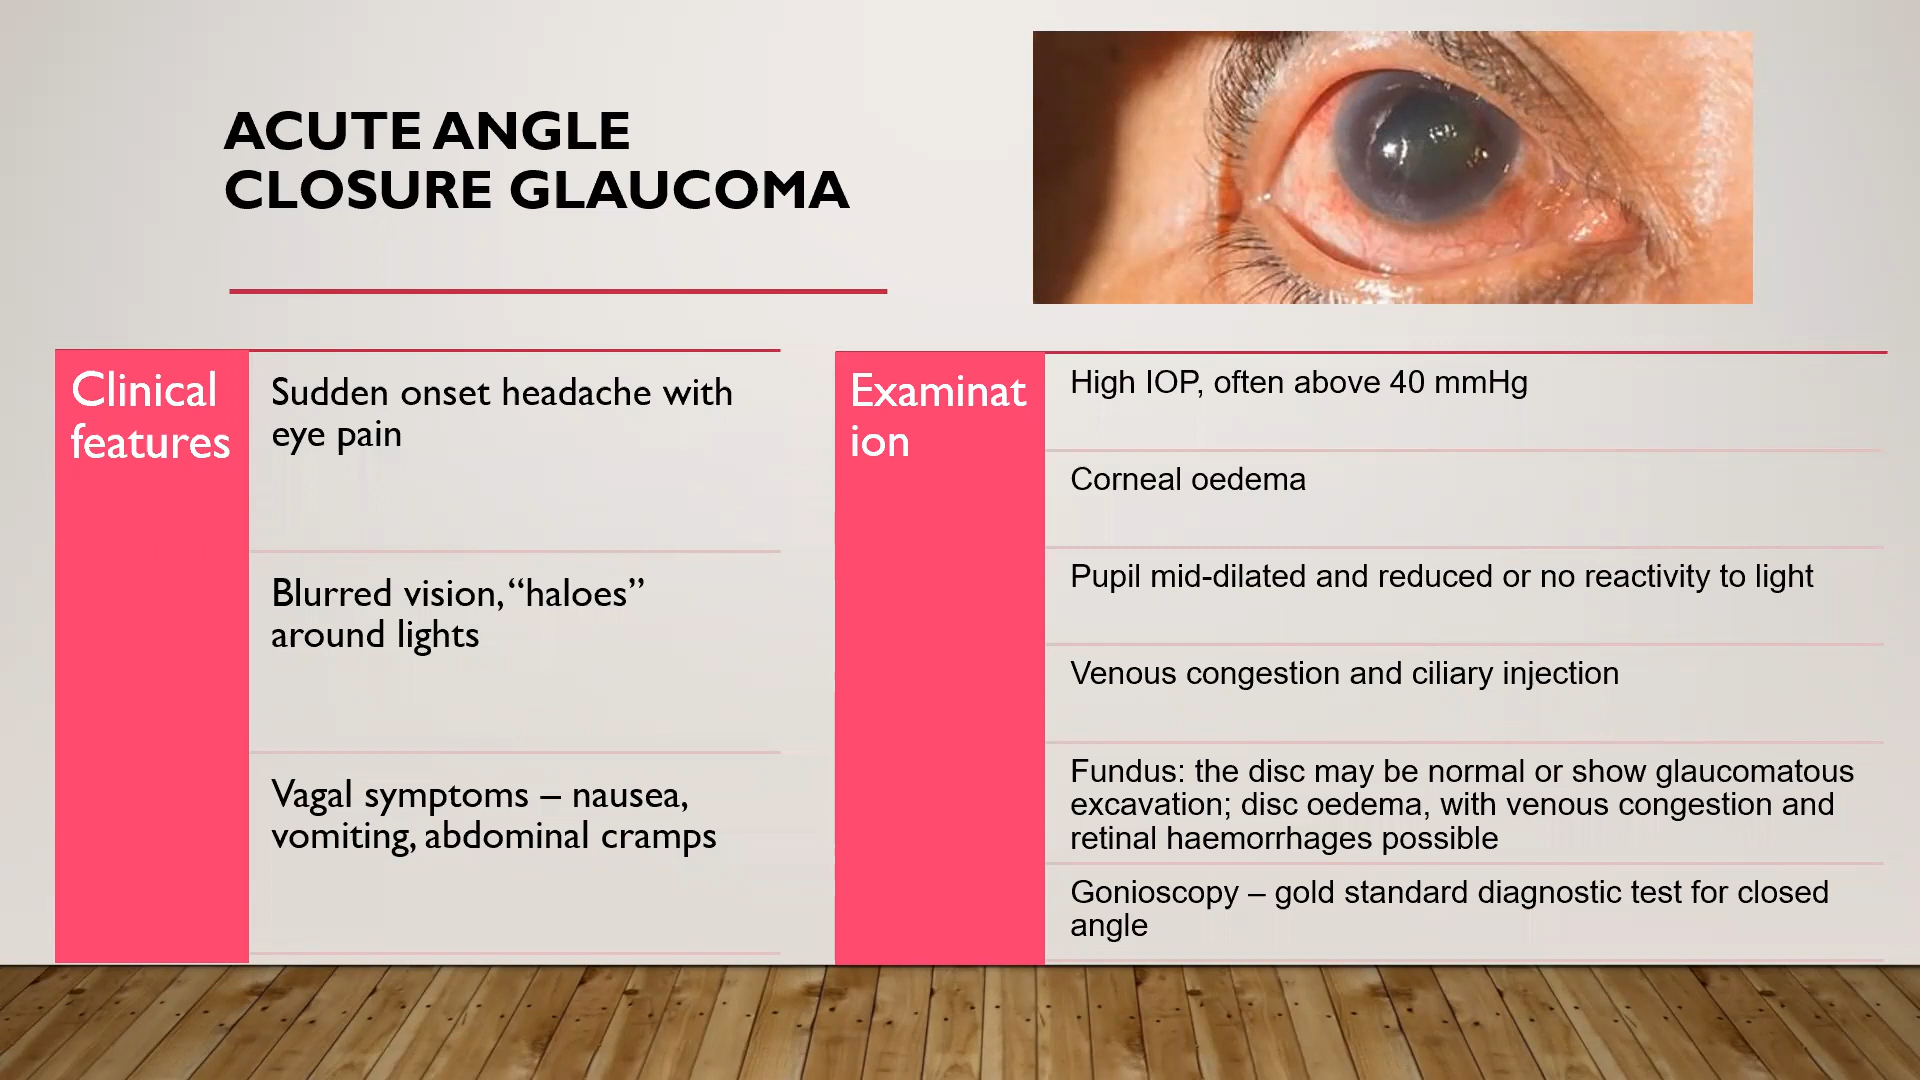 ACUTE ANGLE
CLOSURE GLAUCOMA
Clinical
features
Sudden onset headache with
eye pain
Blurred vision, “haloes”
around lights
Vagal symptoms – nausea,
vomiting, abdominal cramps
Examinat
ion
High IOP, often above 40 mmHg
Corneal oedema
Pupil mid-dilated and reduced or no reactivity to light
Venous congestion and ciliary injection
Fundus: the disc may be normal or show glaucomatous
excavation; disc oedema, with venous congestion and
retinal haemorrhages possible
Gonioscopy – gold standard diagnostic test for closed
angle